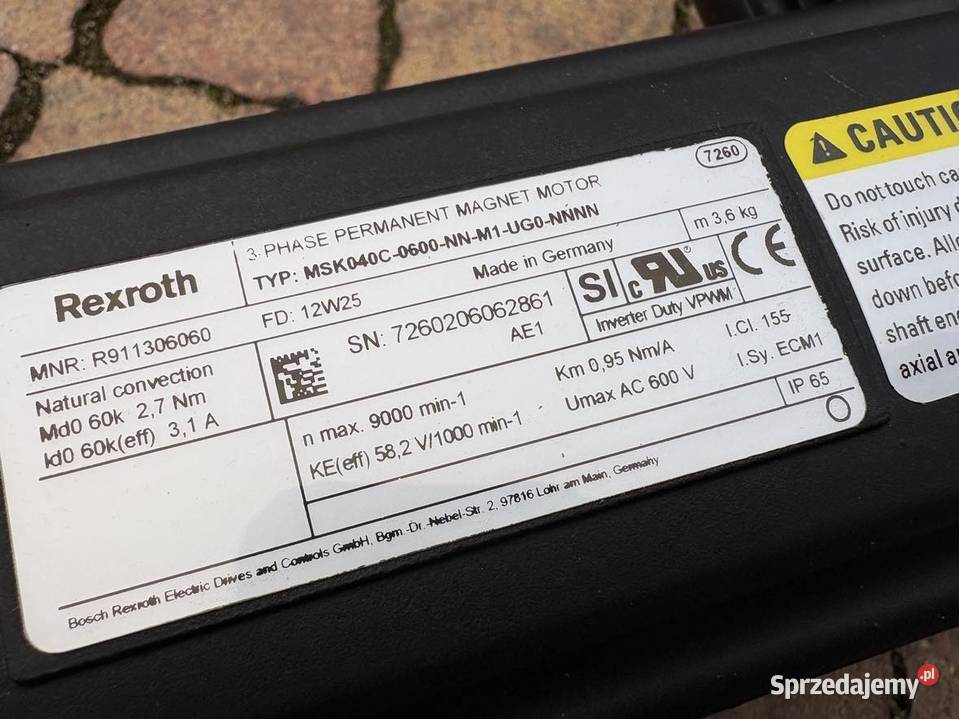 7260
3- PHASE PERMANENT MAGNET MOTOR
Rexroth
TYP: MSK040C-0600-NN-M1-UG0-NNNN
FD: 12W25
Made in Germany
m 3,6 kg
MNR: R911306060
SN: 7260206062861
AE1
SI
c RU US
CE
Inverter Duty VPWM
Natural convection
Md0 60k 2,7 Nm
Id0 60k(eff) 3,1 A
n max. 9000 min-1
Km 0,95 Nm/A
I.Cl. 155
KE(eff) 58,2 V/1000 min-1
Umax AC 600 V
I.Sy. ECM1
IP 65
Bosch Rexroth Electric Drives and Controls GmbH, Bgm.-Dr.-Nebel-Str. 2, 97816 Lohr am Main, Germany
Do not touch
Risk of injury
surface.
down
shaft
axial
Sprzedajemy.pl